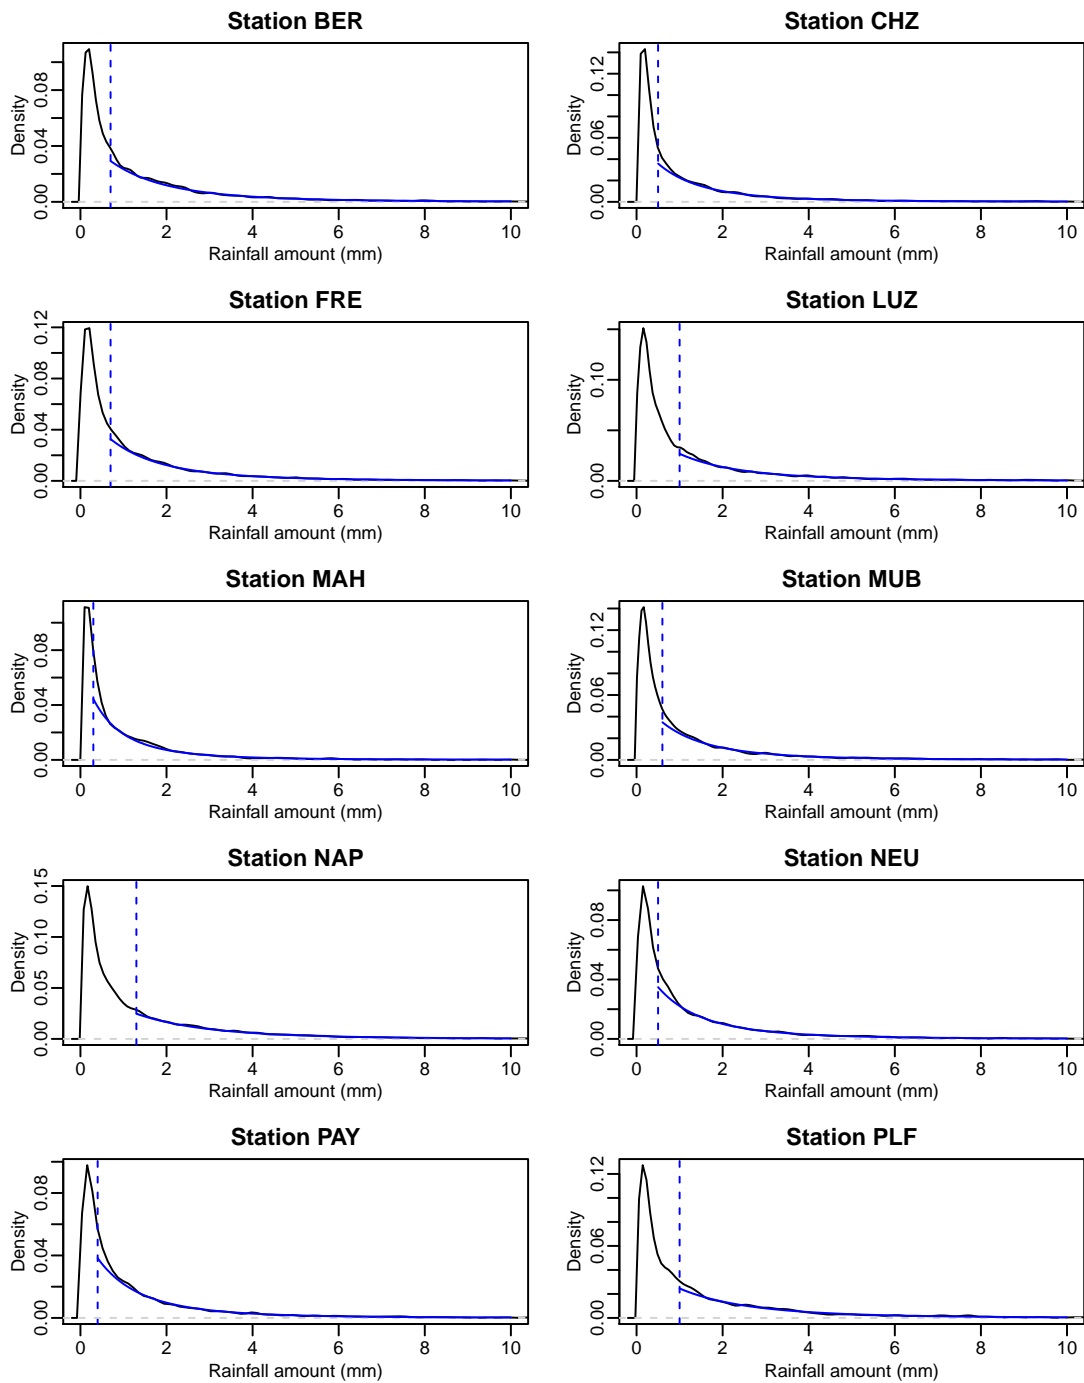 Station BER
Density
0.00 0.04 0.08
0 2 4 6 8 10
Rainfall amount (mm)
Station CHZ
Density
0.00 0.06 0.12
0 2 4 6 8 10
Rainfall amount (mm)
Station FRE
Density
0.00 0.04 0.08 0.12
0 2 4 6 8 10
Rainfall amount (mm)
Station LUZ
Density
0.00 0.10
0 2 4 6 8 10
Rainfall amount (mm)
Station MAH
Density
0.00 0.04 0.08
0 2 4 6 8 10
Rainfall amount (mm)
Station MUB
Density
0.00 0.06 0.12
0 2 4 6 8 10
Rainfall amount (mm)
Station NAP
Density
0.00 0.05 0.10 0.15
0 2 4 6 8 10
Rainfall amount (mm)
Station NEU
Density
0.00 0.04 0.08
0 2 4 6 8 10
Rainfall amount (mm)
Station PAY
Density
0.00 0.04 0.08
0 2 4 6 8 10
Rainfall amount (mm)
Station PLF
Density
0.00 0.06 0.12
0 2 4 6 8 10
Rainfall amount (mm)